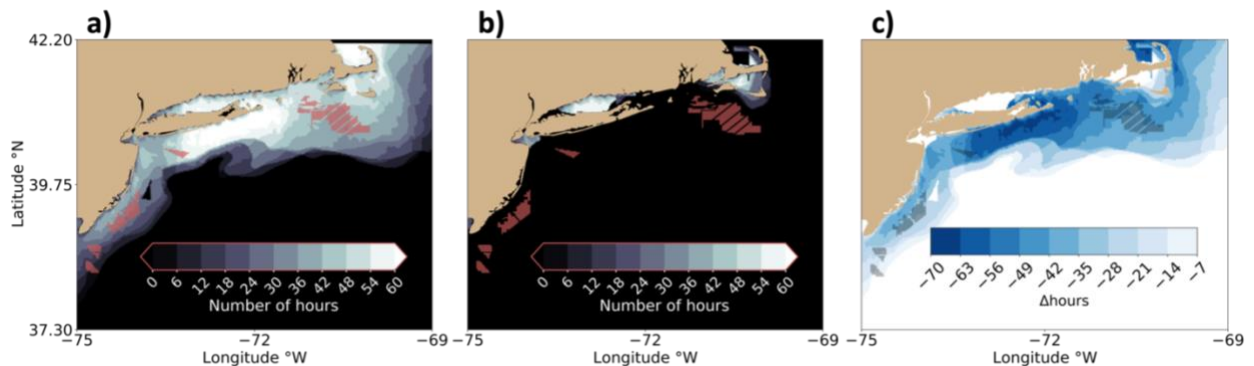 a) b) c)
42.20
39.75
37.30
Latitude °N
0 6 12 18 24 30 36 42 48 54 60
Number of hours
−75 −72 −69
Longitude °W
0 6 12 18 24 30 36 42 48 54 60
Number of hours
−75 −72 −69
Longitude °W
−70 −63 −56 −49 −42 −35 −28 −21 −14 −7
Δhours
−75 −72 −69
Longitude °W